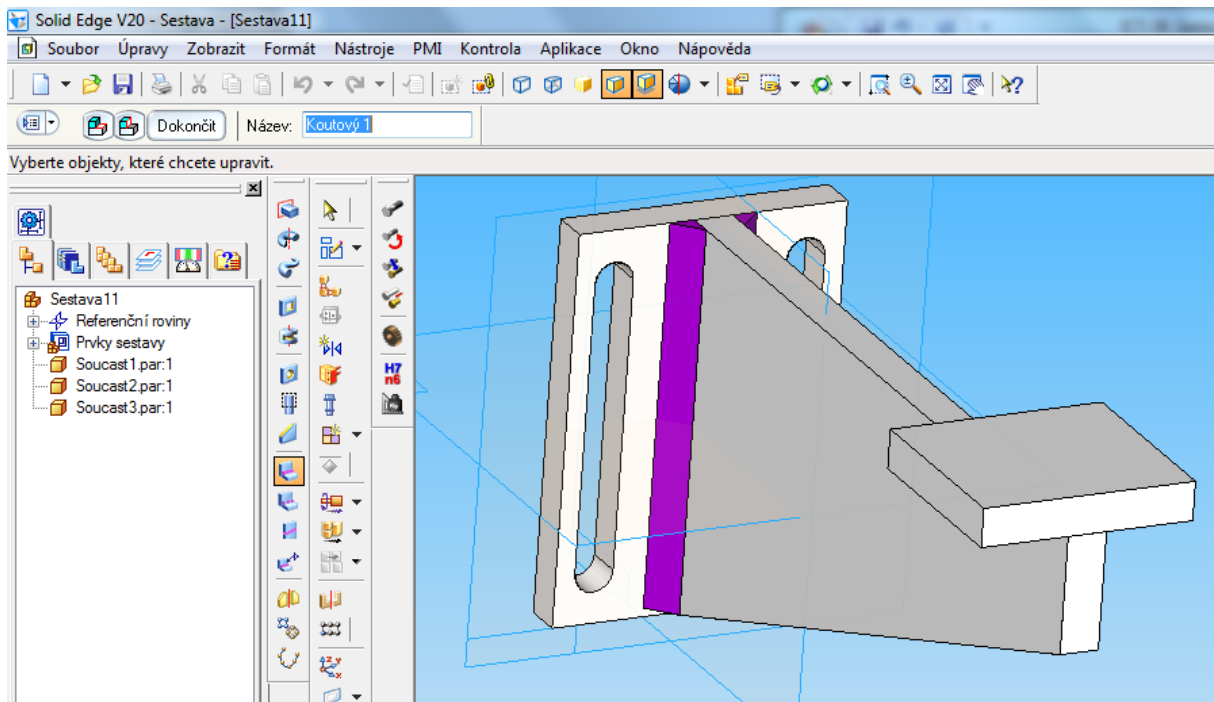 Solid Edge V20 - Sestava - [Sestava11]
Soubor Úpravy Zobrazit Formát Nástroje PMI Kontrola Aplikace Okno Nápověda
Dokončit Název: Koutový 1
Vyberte objekty, které chcete upravit.
Sestava11
Referenční roviny
Prvky sestavy
Soucast1.par:1
Soucast2.par:1
Soucast3.par:1
H7
n6